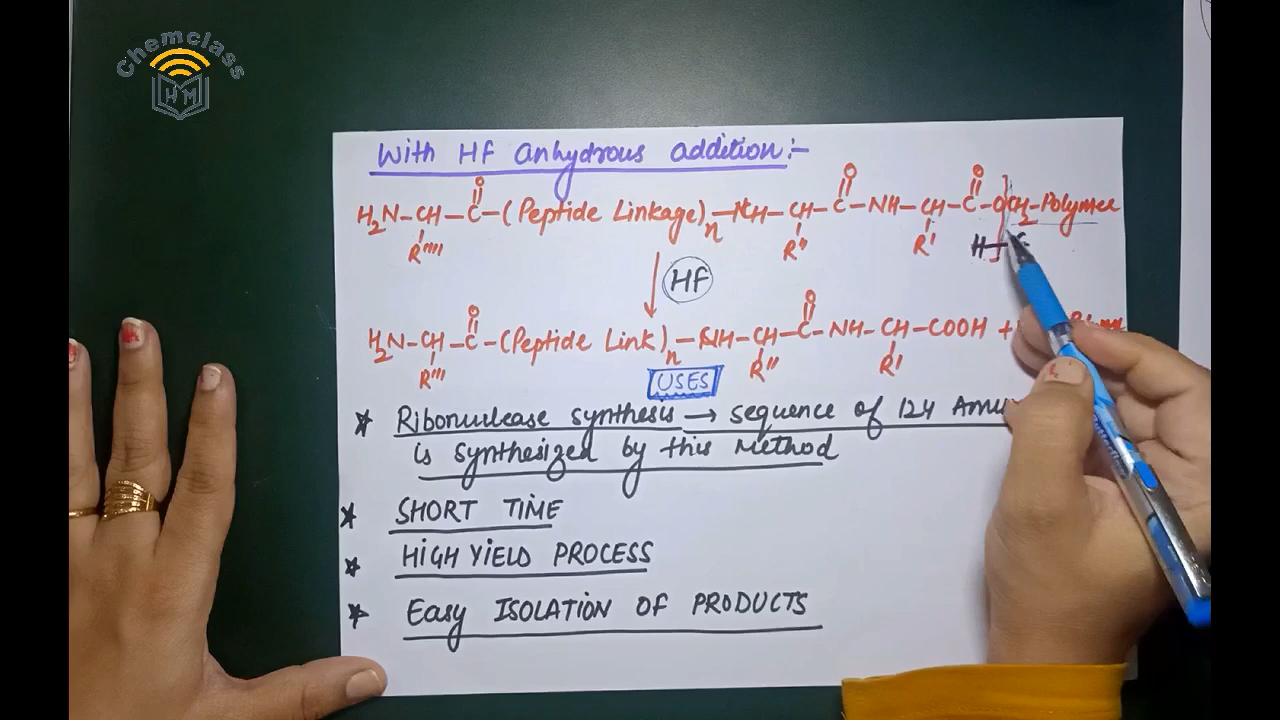 Chemclass
HM
With HF anhydrous addition:-
H2N-CH-C-(Peptide Linkage)n-NH-CH-C-NH-CH-C-OCH2-Polymer
O O O
R'''' R'' R' H-F
HF
H2N-CH-C-(Peptide Link)n-NH-CH-C-NH-CH-COOH +
O O
R''' R'' R'
USES
* Ribonuclease synthesis → sequence of 124
is synthesized by this Method
* SHORT TIME
* HIGH YIELD PROCESS
* Easy ISOLATION OF PRODUCTS